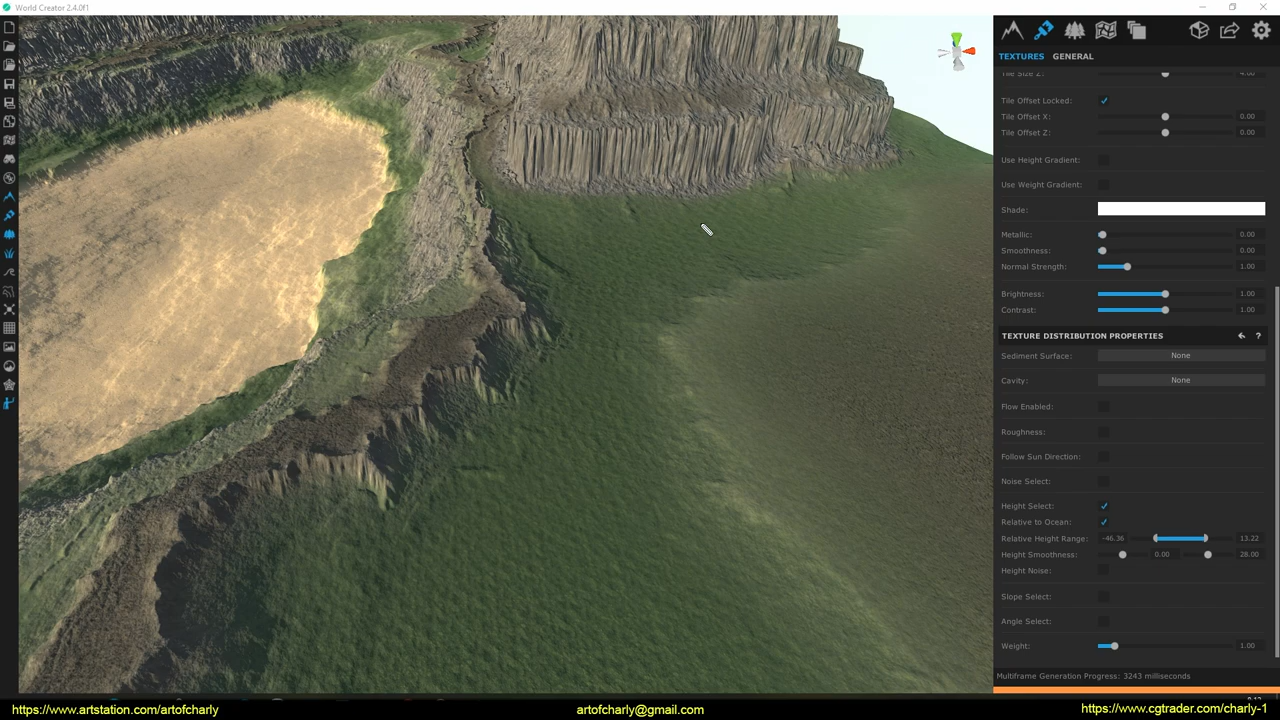 World Creator 2.4.0f1
TEXTURES GENERAL
Tile Size Z: 4.00
Tile Offset Locked:
Tile Offset X: 0.00
Tile Offset Z: 0.00
Use Height Gradient:
Use Weight Gradient:
Shade:
Metallic: 0.00
Smoothness: 0.00
Normal Strength: 1.00
Brightness: 1.00
Contrast: 1.00
TEXTURE DISTRIBUTION PROPERTIES ?
Sediment Surface: None
Cavity: None
Flow Enabled:
Roughness:
Follow Sun Direction:
Noise Select:
Height Select:
Relative to Ocean:
Relative Height Range: -46.36 13.22
Height Smoothness: 0.00 28.00
Height Noise:
Slope Select:
Angle Select:
Weight: 1.00
Multiframe Generation Progress: 3243 milliseconds
https://www.artstation.com/artofcharly artofcharly@gmail.com https://www.cgtrader.com/charly-1